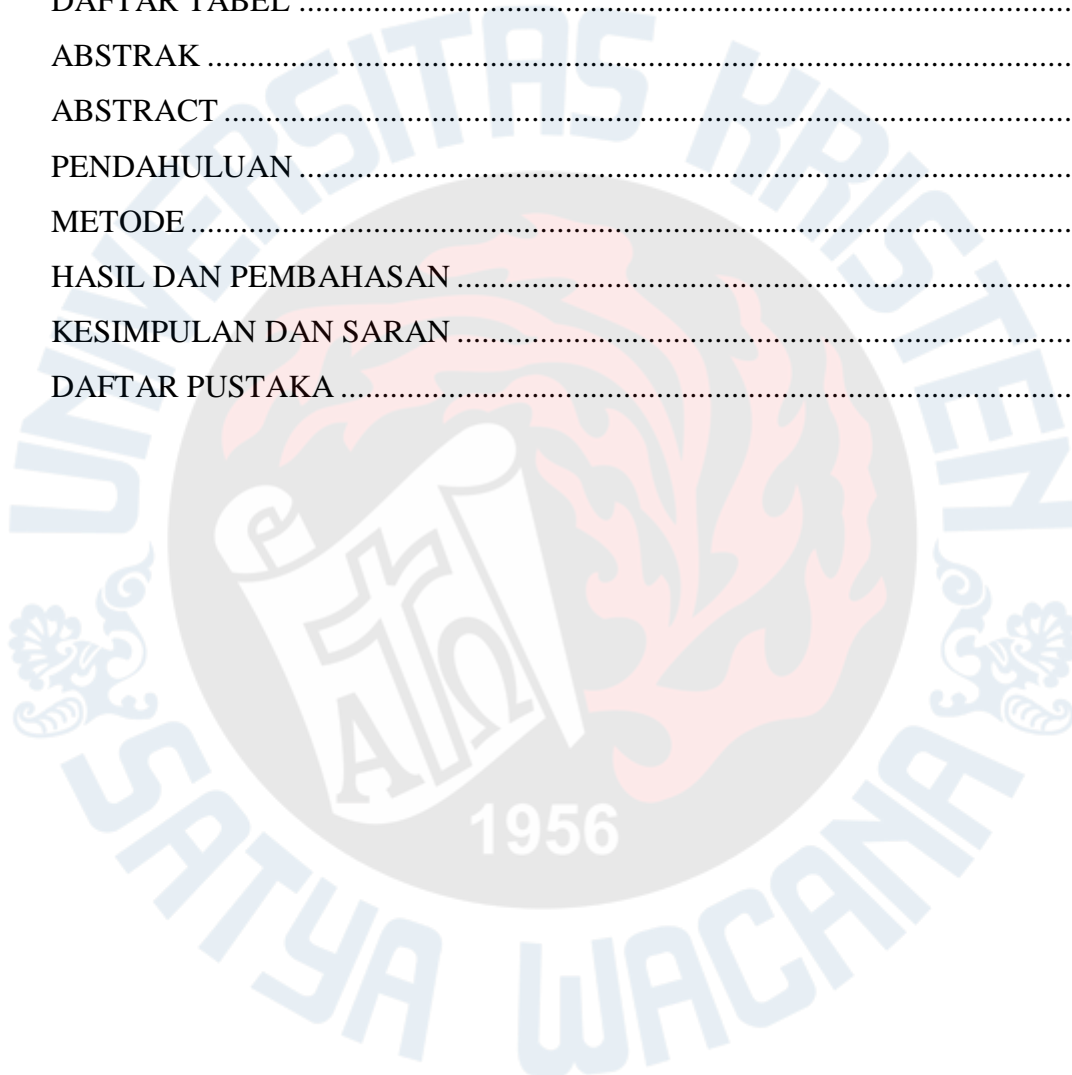 DAFTAR TABEL ..........................................................................................
ABSTRAK ....................................................................................................
ABSTRACT ..................................................................................................
PENDAHULUAN .........................................................................................
METODE ......................................................................................................
HASIL DAN PEMBAHASAN .......................................................................
KESIMPULAN DAN SARAN .......................................................................
DAFTAR PUSTAKA .....................................................................................
UNIVERSITAS KRISTEN
ΑΩ
1956
SATYA WACANA